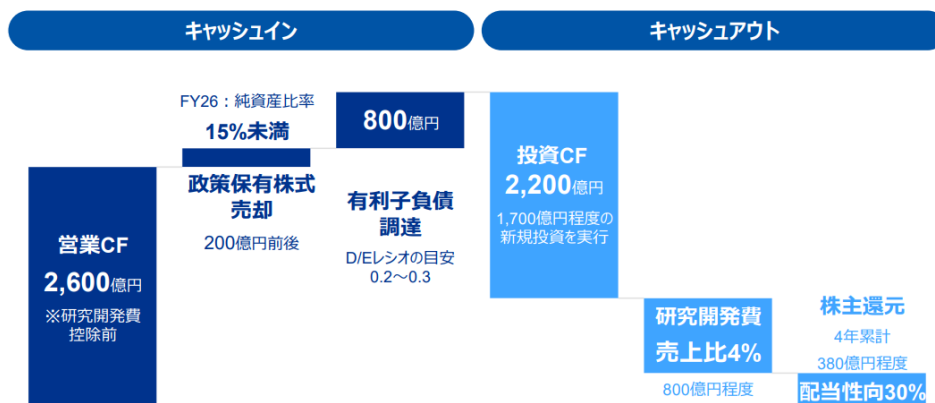 キャッシュイン
キャッシュアウト
FY26：純資産比率
15%未満
800億円
政策保有株式
売却
200億円前後
有利子負債
調達
D/Eレシオの目安
0.2～0.3
営業CF
2,600億円
※研究開発費
控除前
投資CF
2,200億円
1,700億円程度の
新規投資を実行
研究開発費
売上比4%
800億円程度
株主還元
4年累計
380億円程度
配当性向30%